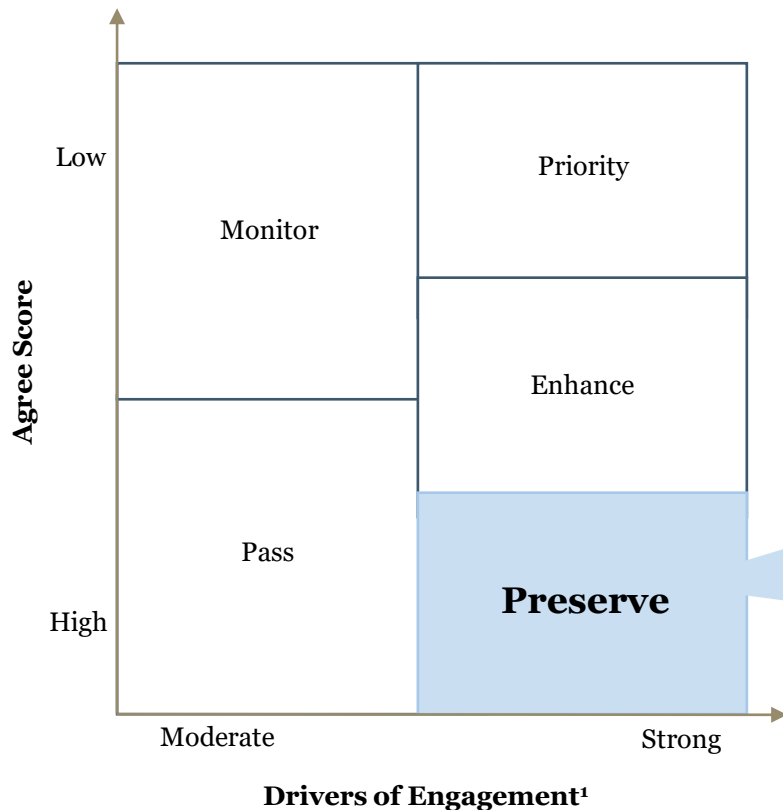 Low
Priority
Monitor
Agree Score
Enhance
Pass
Preserve
High
Moderate
Strong
Drivers of Engagement¹